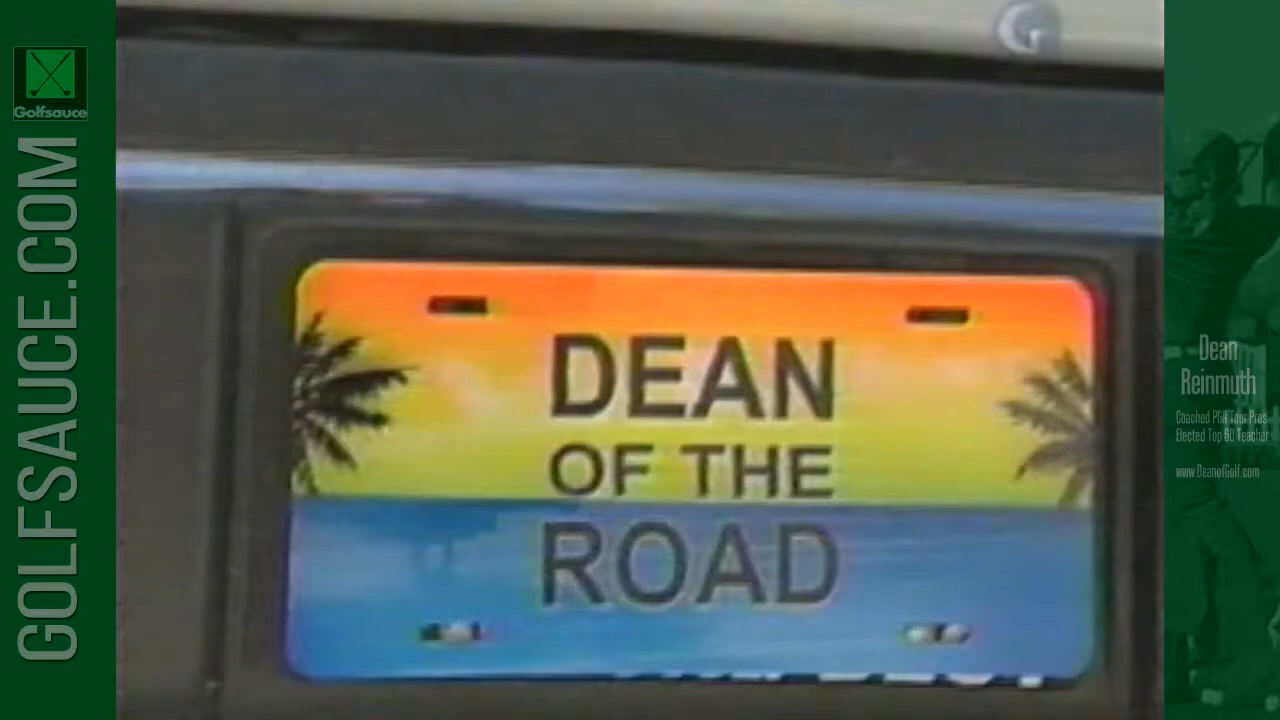 Golfsauce
GOLFSAUCE.COM
G
DEAN
OF THE
ROAD
Dean
Reinmuth
Coached PGA Tour Pros
Elected Top 60 Teacher
www.DeanofGolf.com